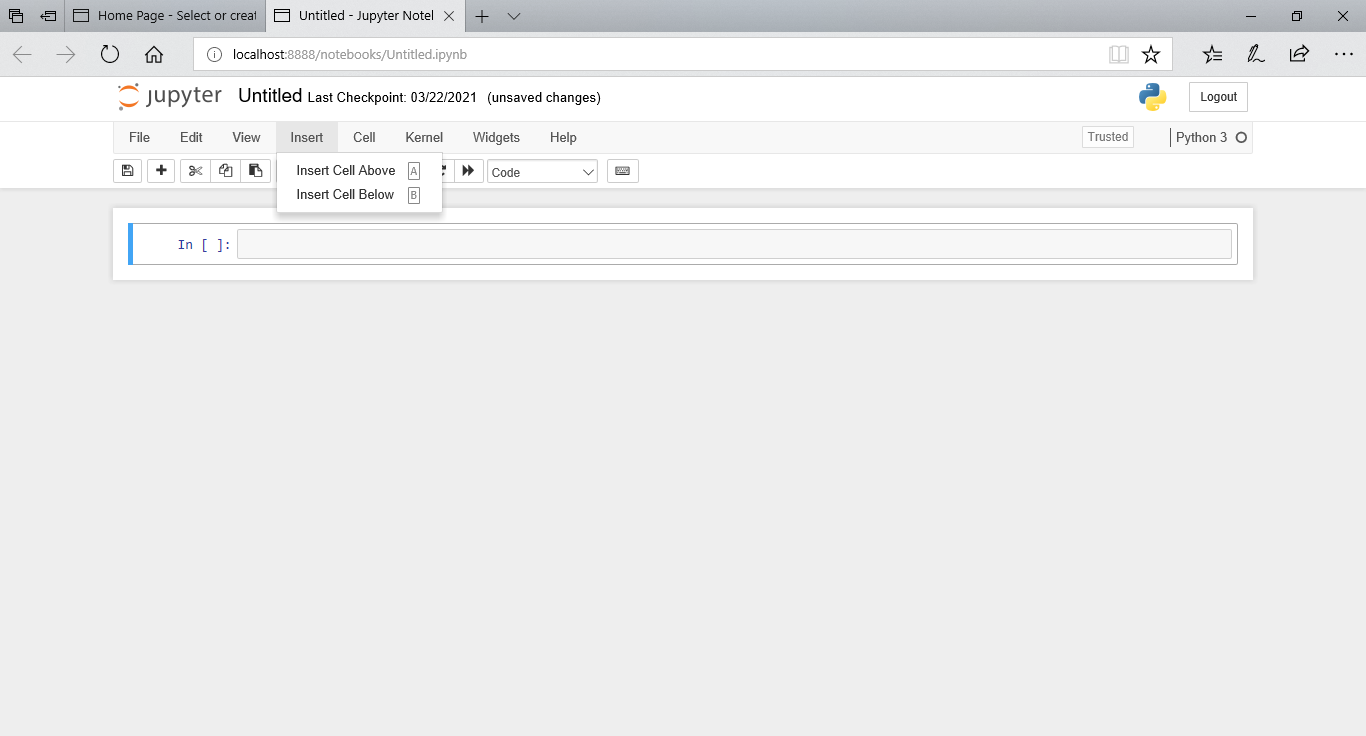 Home Page - Select or creat
Untitled - Jupyter Notel
localhost:8888/notebooks/Untitled.ipynb
jupyter Untitled Last Checkpoint: 03/22/2021 (unsaved changes)
Logout
File Edit View Insert Cell Kernel Widgets Help
Trusted Python 3
Insert Cell Above A
Code
Insert Cell Below B
In [ ]: